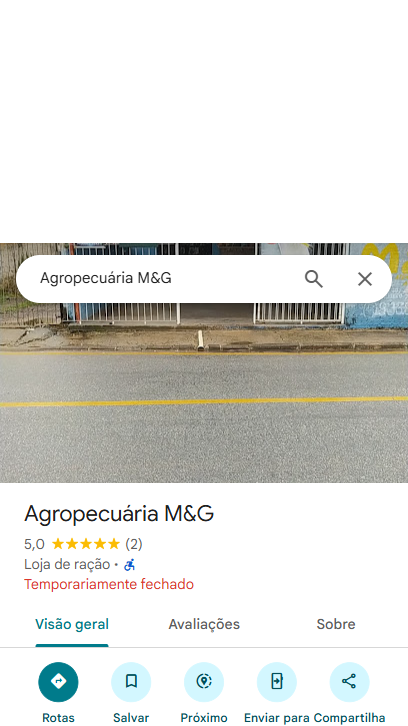 Agropecuária M&G
Agropecuária M&G
5,0 (2)
Loja de ração ·
Temporariamente fechado
Visão geral Avaliações Sobre
Rotas Salvar Próximo Enviar para Compartilha